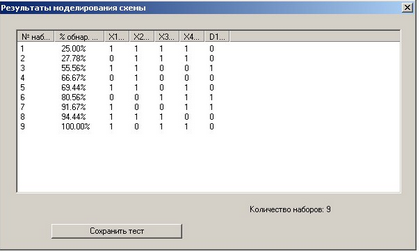 Результаты моделирования схемы
№ наб... % обнар. ... X1... X2... X3... X4... D1...
1 25.00% 1 1 1 1 0
2 27.78% 0 1 1 1 0
3 55.56% 1 1 0 0 1
4 66.67% 1 0 0 1 0
5 69.44% 1 1 0 1 0
6 80.56% 0 0 1 1 1
7 91.67% 1 0 0 1 1
8 94.44% 1 1 1 0 0
9 100.00% 1 0 1 1 1
Количество наборов: 9
Сохранить тест